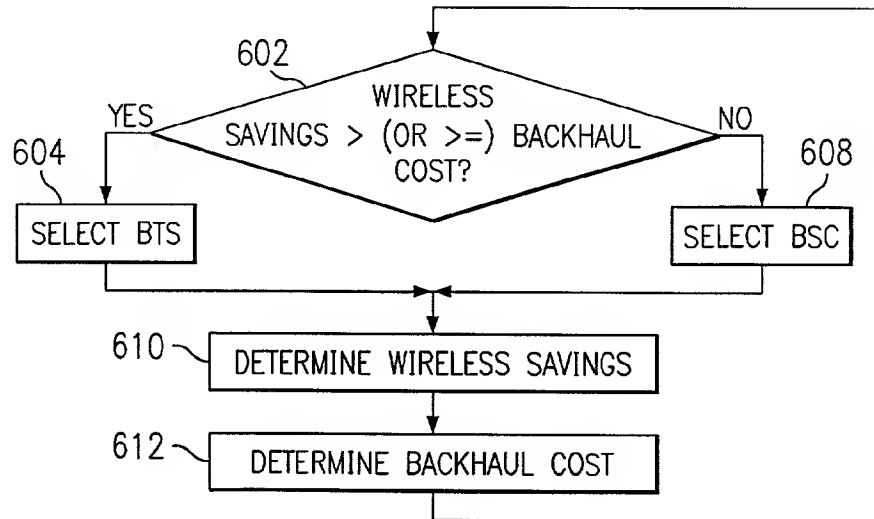 602
WIRELESS
SAVINGS > (OR >=) BACKHAUL
COST?
YES
NO
604
608
SELECT BTS
SELECT BSC
610
DETERMINE WIRELESS SAVINGS
612
DETERMINE BACKHAUL COST